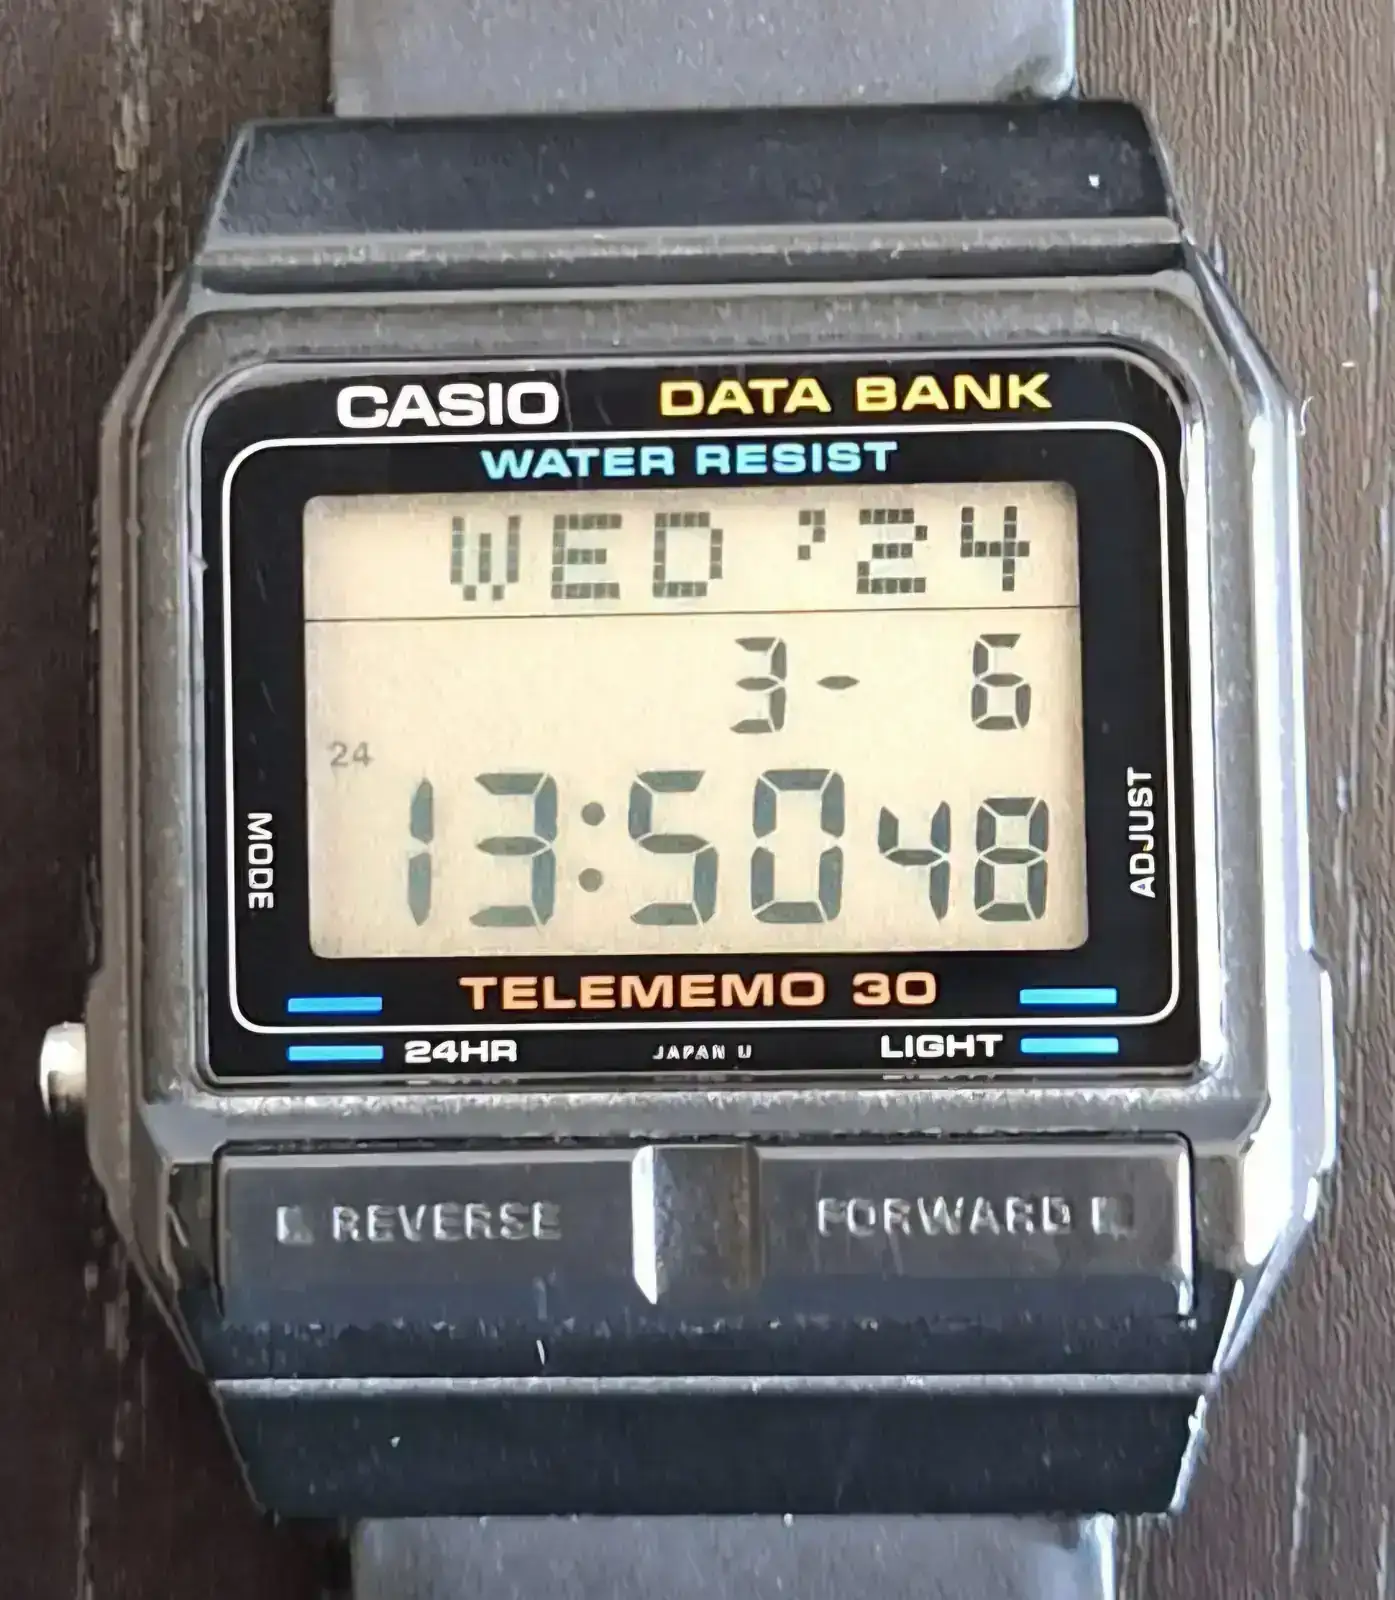 CASIO DATA BANK
WATER RESIST
WED '24
3- 6
24
13:50 48
MODE
ADJUST
TELEMEMO 30
24HR JAPAN U LIGHT
REVERSE FORWARD